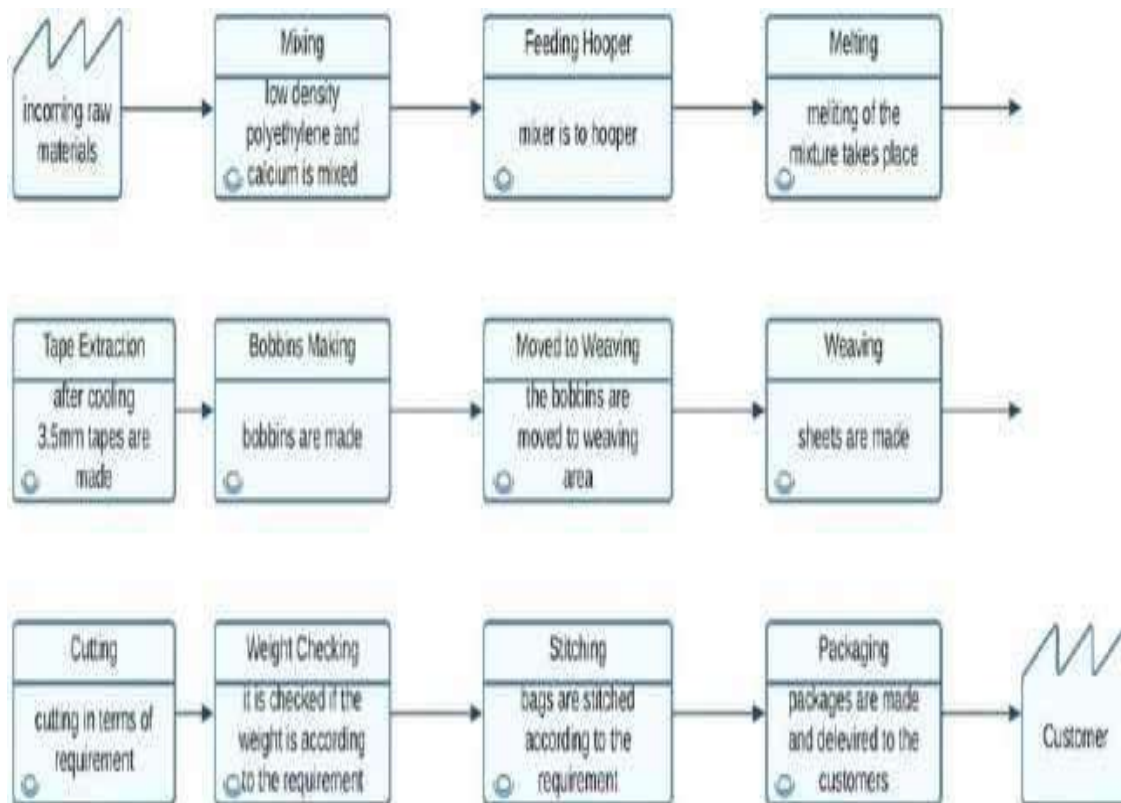 incoming raw
materials
Mixing
low density
polyethylene and
calcium is mixed
Feeding Hooper
mixer is to hooper
Melting
meliting of the
mixture takes place
Tape Extraction
after cooling
3.5mm tapes are
made
Bobbins Making
bobbins are made
Moved to Weaving
the bobbins are
moved to weaving
area
Weaving
sheets are made
Cutting
cutting in terms of
requirement
Weight Checking
it is checked if the
weight is according
to the requirement
Stitching
bags are stitched
according to the
requirement
Packaging
packages are made
and delevired to the
customers
Customer